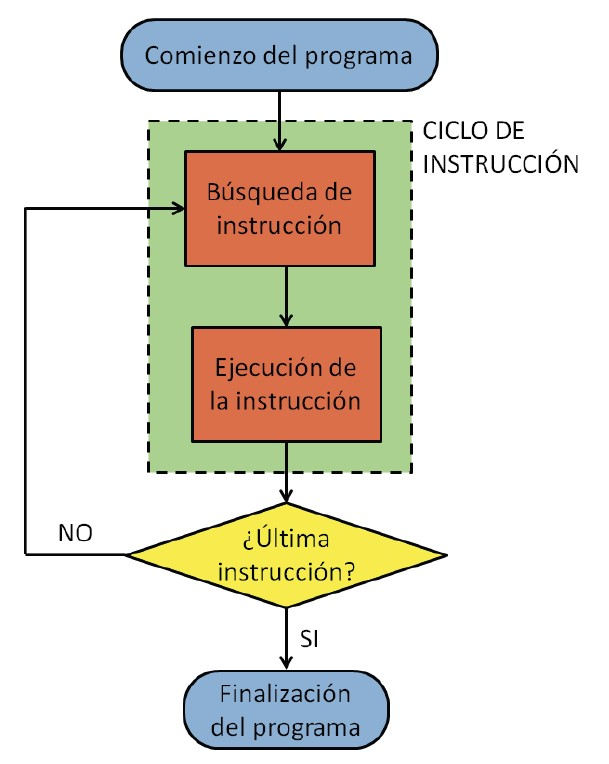 Comienzo del programa
CICLO DE
INSTRUCCIÓN
Búsqueda de
instrucción
Ejecución de
la instrucción
NO
¿Última
instrucción?
SI
Finalización
del programa